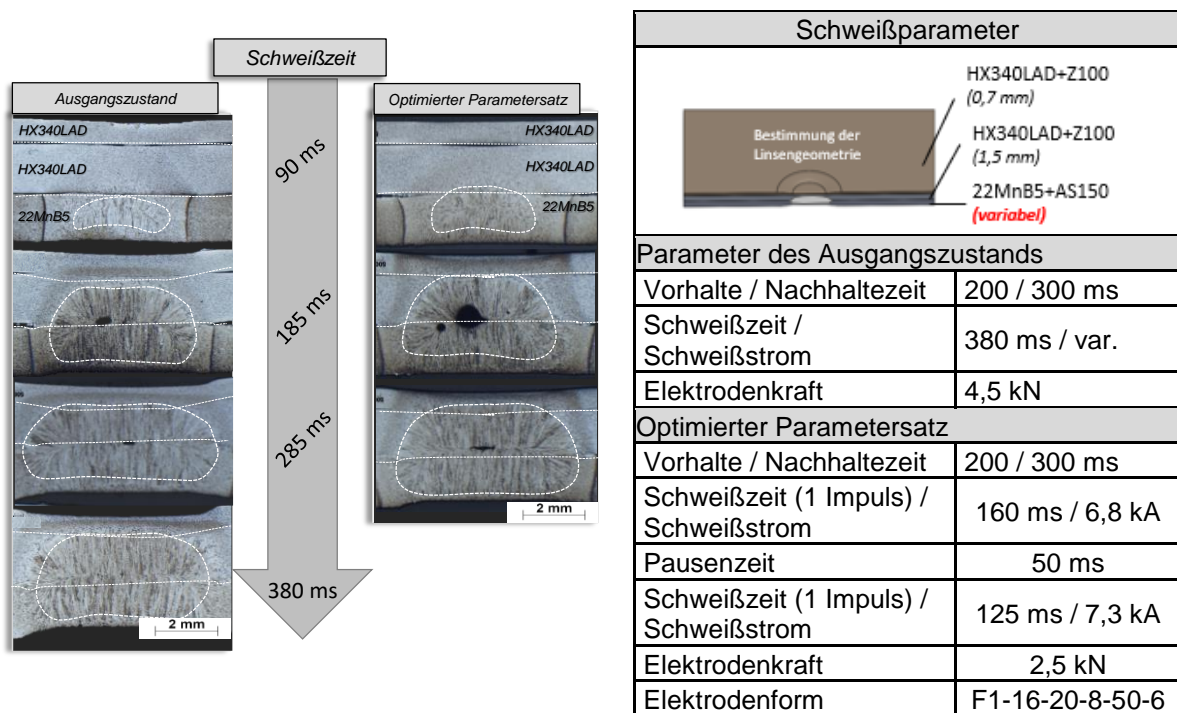 Schweißzeit
Ausgangszustand
HX340LAD
HX340LAD
22MnB5
2 mm
90 ms
185 ms
285 ms
380 ms
Optimierter Parametersatz
HX340LAD
HX340LAD
22MnB5
2 mm
Schweißparameter
Bestimmung der
Linsengeometrie
HX340LAD+Z100
(0,7 mm)
HX340LAD+Z100
(1,5 mm)
22MnB5+AS150
(variabel)
Parameter des Ausgangszustands
Vorhalte / Nachhaltezeit 200 / 300 ms
Schweißzeit /
Schweißstrom 380 ms / var.
Elektrodenkraft 4,5 kN
Optimierter Parametersatz
Vorhalte / Nachhaltezeit 200 / 300 ms
Schweißzeit (1 Impuls) /
Schweißstrom 160 ms / 6,8 kA
Pausenzeit 50 ms
Schweißzeit (1 Impuls) /
Schweißstrom 125 ms / 7,3 kA
Elektrodenkraft 2,5 kN
Elektrodenform F1-16-20-8-50-6